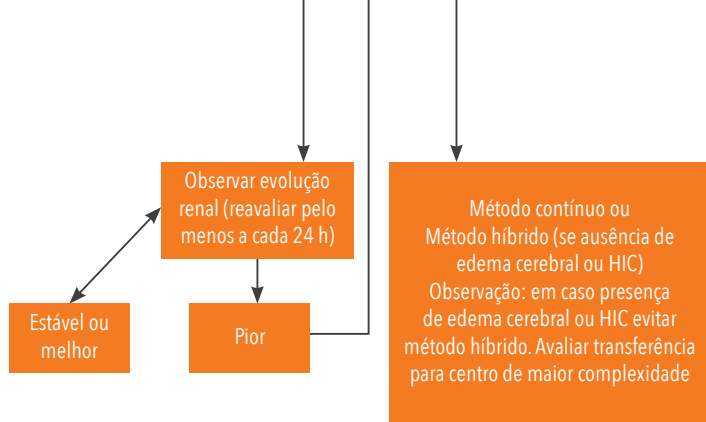 Observar evolução
renal (reavaliar pelo
menos a cada 24 h)
Método contínuo ou
Método híbrido (se ausência de
edema cerebral ou HIC)
Observação: em caso presença
de edema cerebral ou HIC evitar
método híbrido. Avaliar transferência
para centro de maior complexidade
Estável ou
melhor
Pior